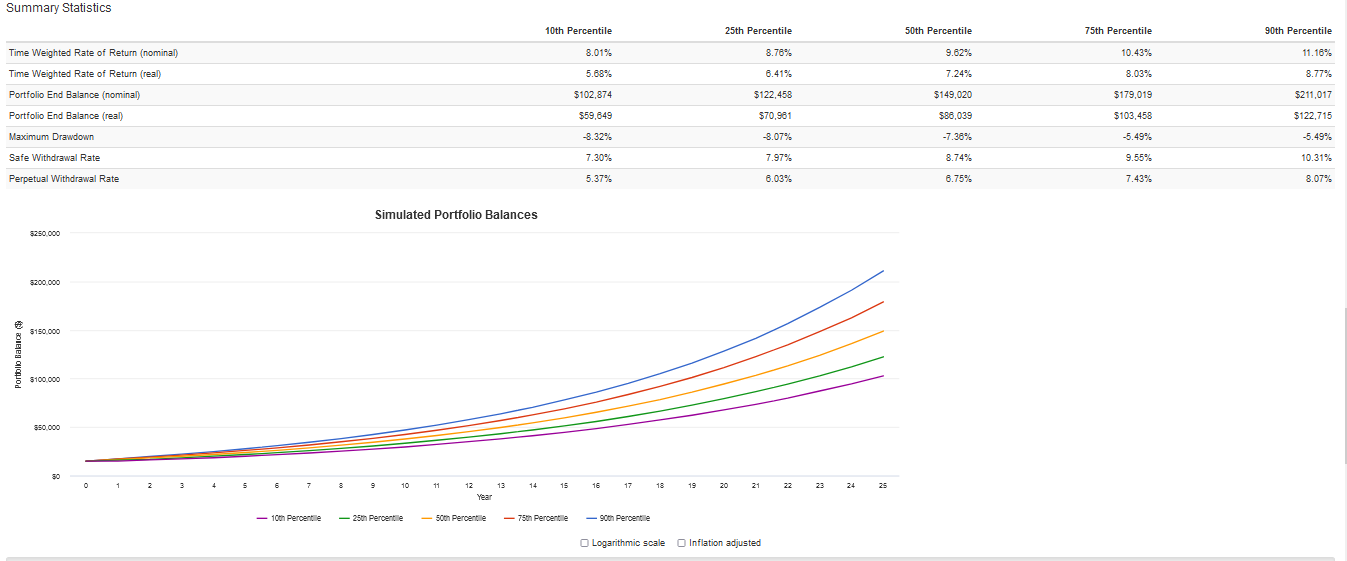 Summary Statistics
10th Percentile 25th Percentile 50th Percentile 75th Percentile 90th Percentile
Time Weighted Rate of Return (nominal) 8.01% 8.76% 9.62% 10.43% 11.16%
Time Weighted Rate of Return (real) 5.68% 6.41% 7.24% 8.03% 8.77%
Portfolio End Balance (nominal) $102,874 $122,458 $149,020 $179,019 $211,017
Portfolio End Balance (real) $59,649 $70,961 $86,039 $103,458 $122,715
Maximum Drawdown -8.32% -8.07% -7.36% -5.49% -5.49%
Safe Withdrawal Rate 7.30% 7.97% 8.74% 9.55% 10.31%
Perpetual Withdrawal Rate 5.37% 6.03% 6.75% 7.43% 8.07%
Simulated Portfolio Balances
Portfolio Balance ($)
$250,000
$200,000
$150,000
$100,000
$50,000
$0
0 1 2 3 4 5 6 7 8 9 10 11 12 13 14 15 16 17 18 19 20 21 22 23 24 25
Year
10th Percentile 25th Percentile 50th Percentile 75th Percentile 90th Percentile
Logarithmic scale Inflation adjusted